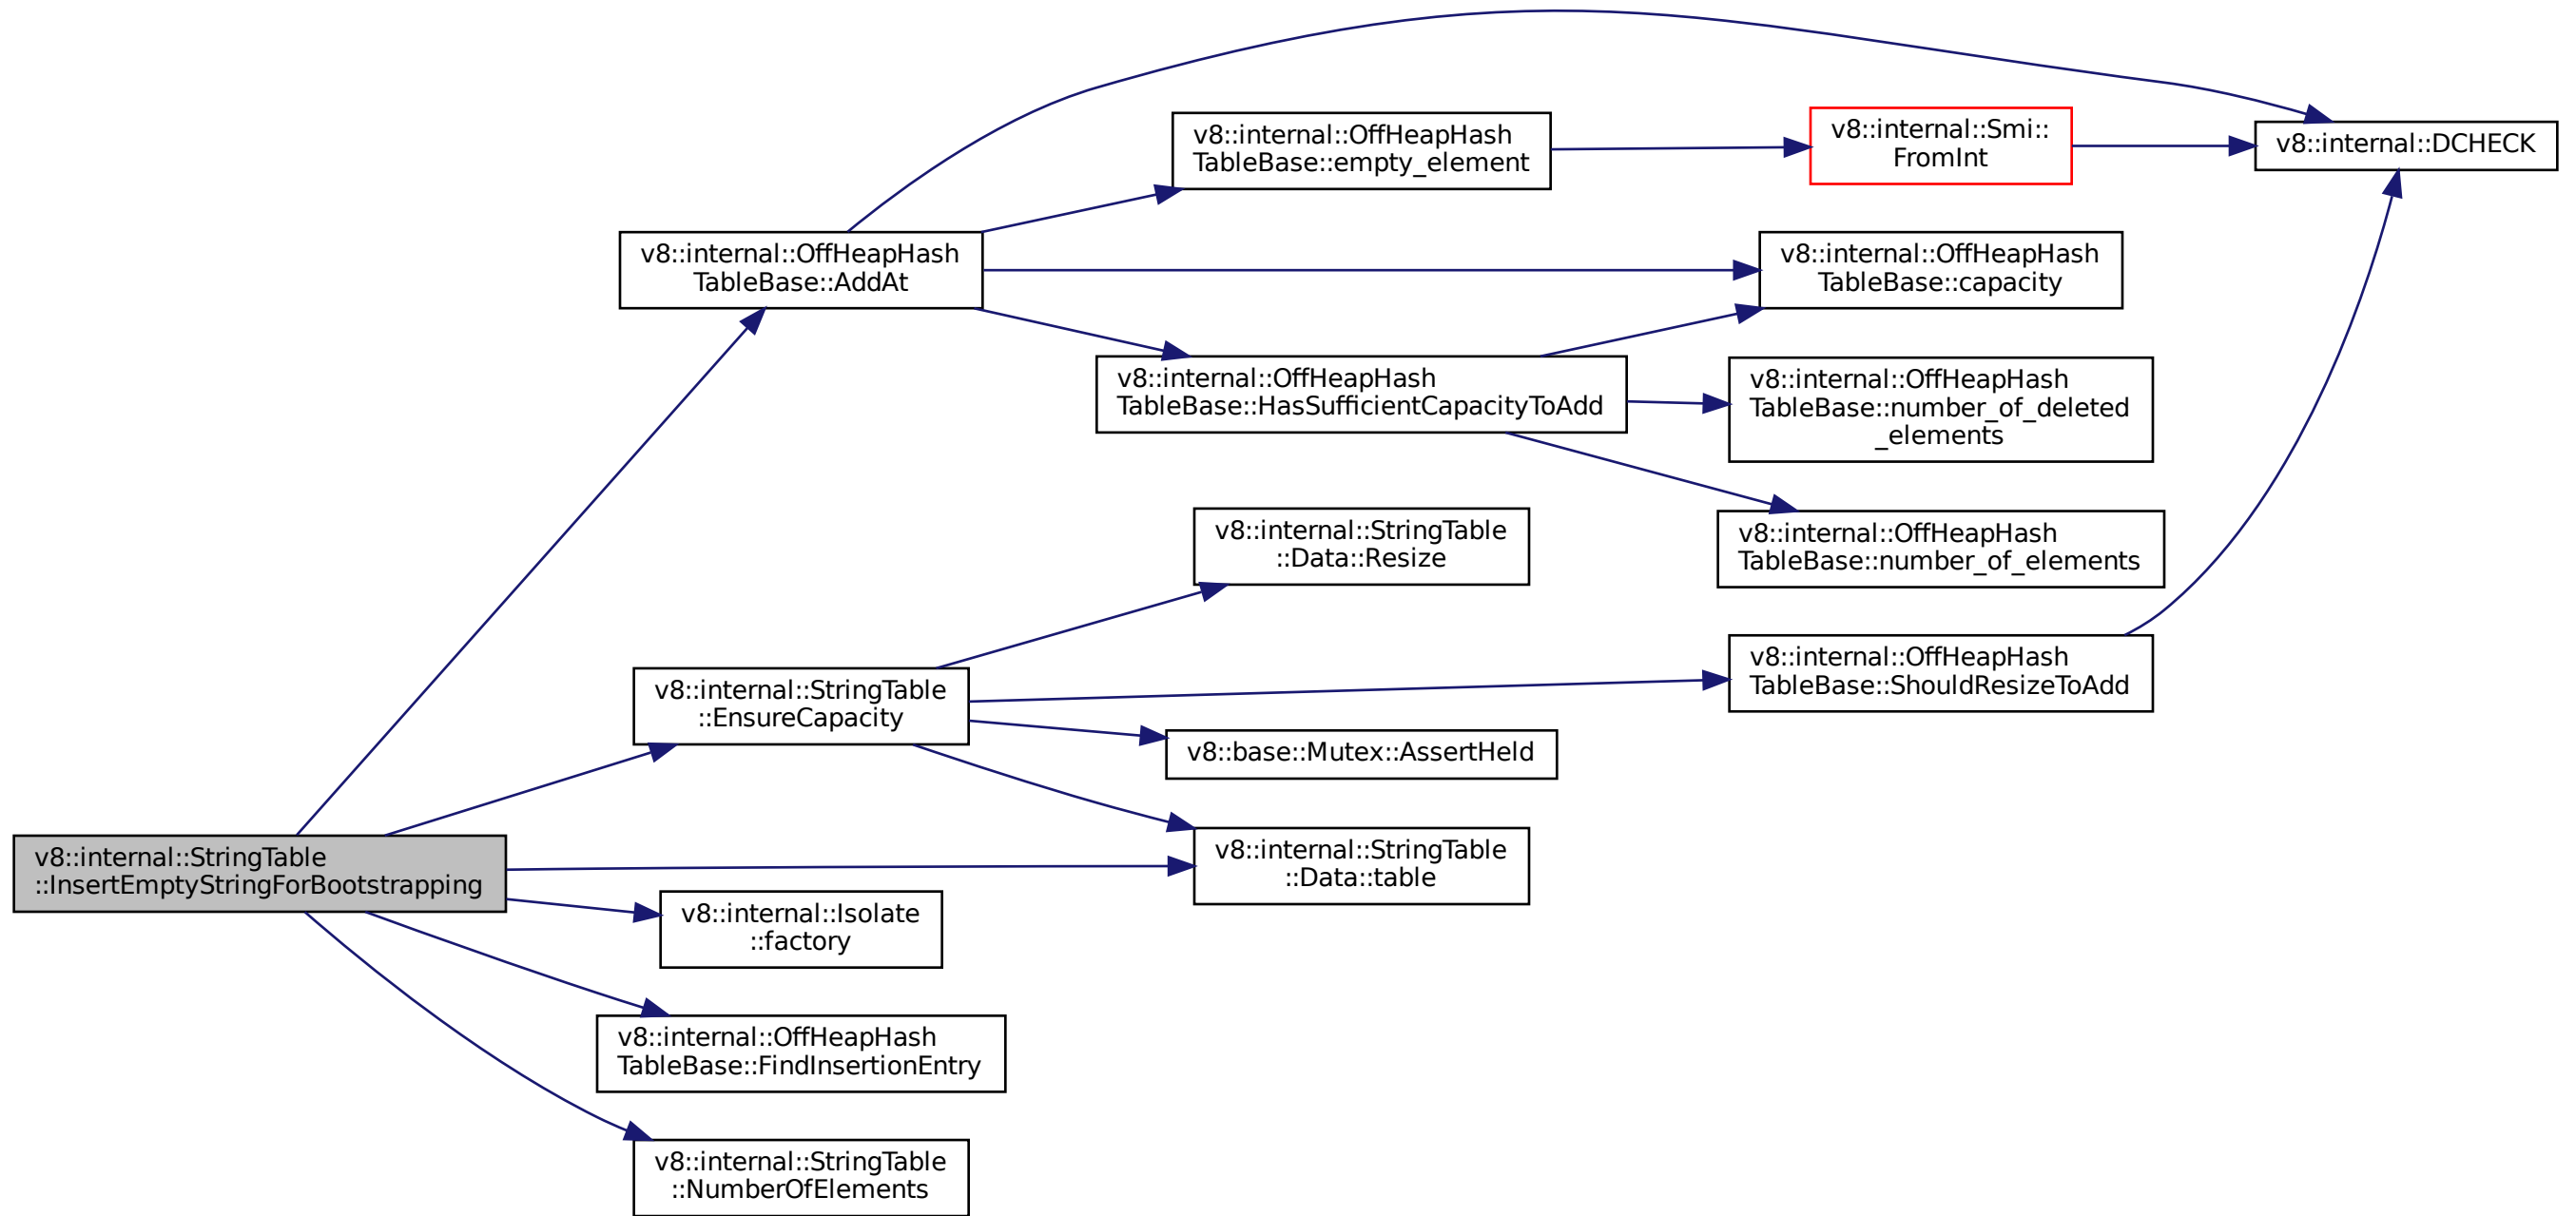 v8::internal::StringTable
::InsertEmptyStringForBootstrapping
v8::internal::OffHeapHash
TableBase::AddAt
v8::internal::OffHeapHash
TableBase::empty_element
v8::internal::Smi::
FromInt
v8::internal::DCHECK
v8::internal::OffHeapHash
TableBase::capacity
v8::internal::OffHeapHash
TableBase::HasSufficientCapacityToAdd
v8::internal::OffHeapHash
TableBase::number_of_deleted
_elements
v8::internal::OffHeapHash
TableBase::number_of_elements
v8::internal::StringTable
::EnsureCapacity
v8::internal::StringTable
::Data::Resize
v8::internal::OffHeapHash
TableBase::ShouldResizeToAdd
v8::base::Mutex::AssertHeld
v8::internal::StringTable
::Data::table
v8::internal::Isolate
::factory
v8::internal::OffHeapHash
TableBase::FindInsertionEntry
v8::internal::StringTable
::NumberOfElements